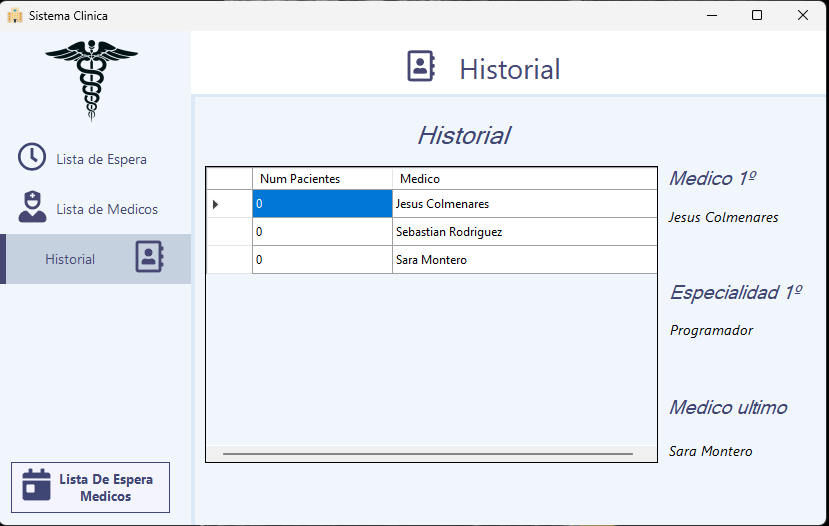 Sistema Clinica
Historial
Lista de Espera
Lista de Medicos
Historial
Lista De Espera
Medicos
Historial
Num Pacientes Medico
0 Jesus Colmenares
0 Sebastian Rodriguez
0 Sara Montero
Medico 1º
Jesus Colmenares
Especialidad 1º
Programador
Medico ultimo
Sara Montero